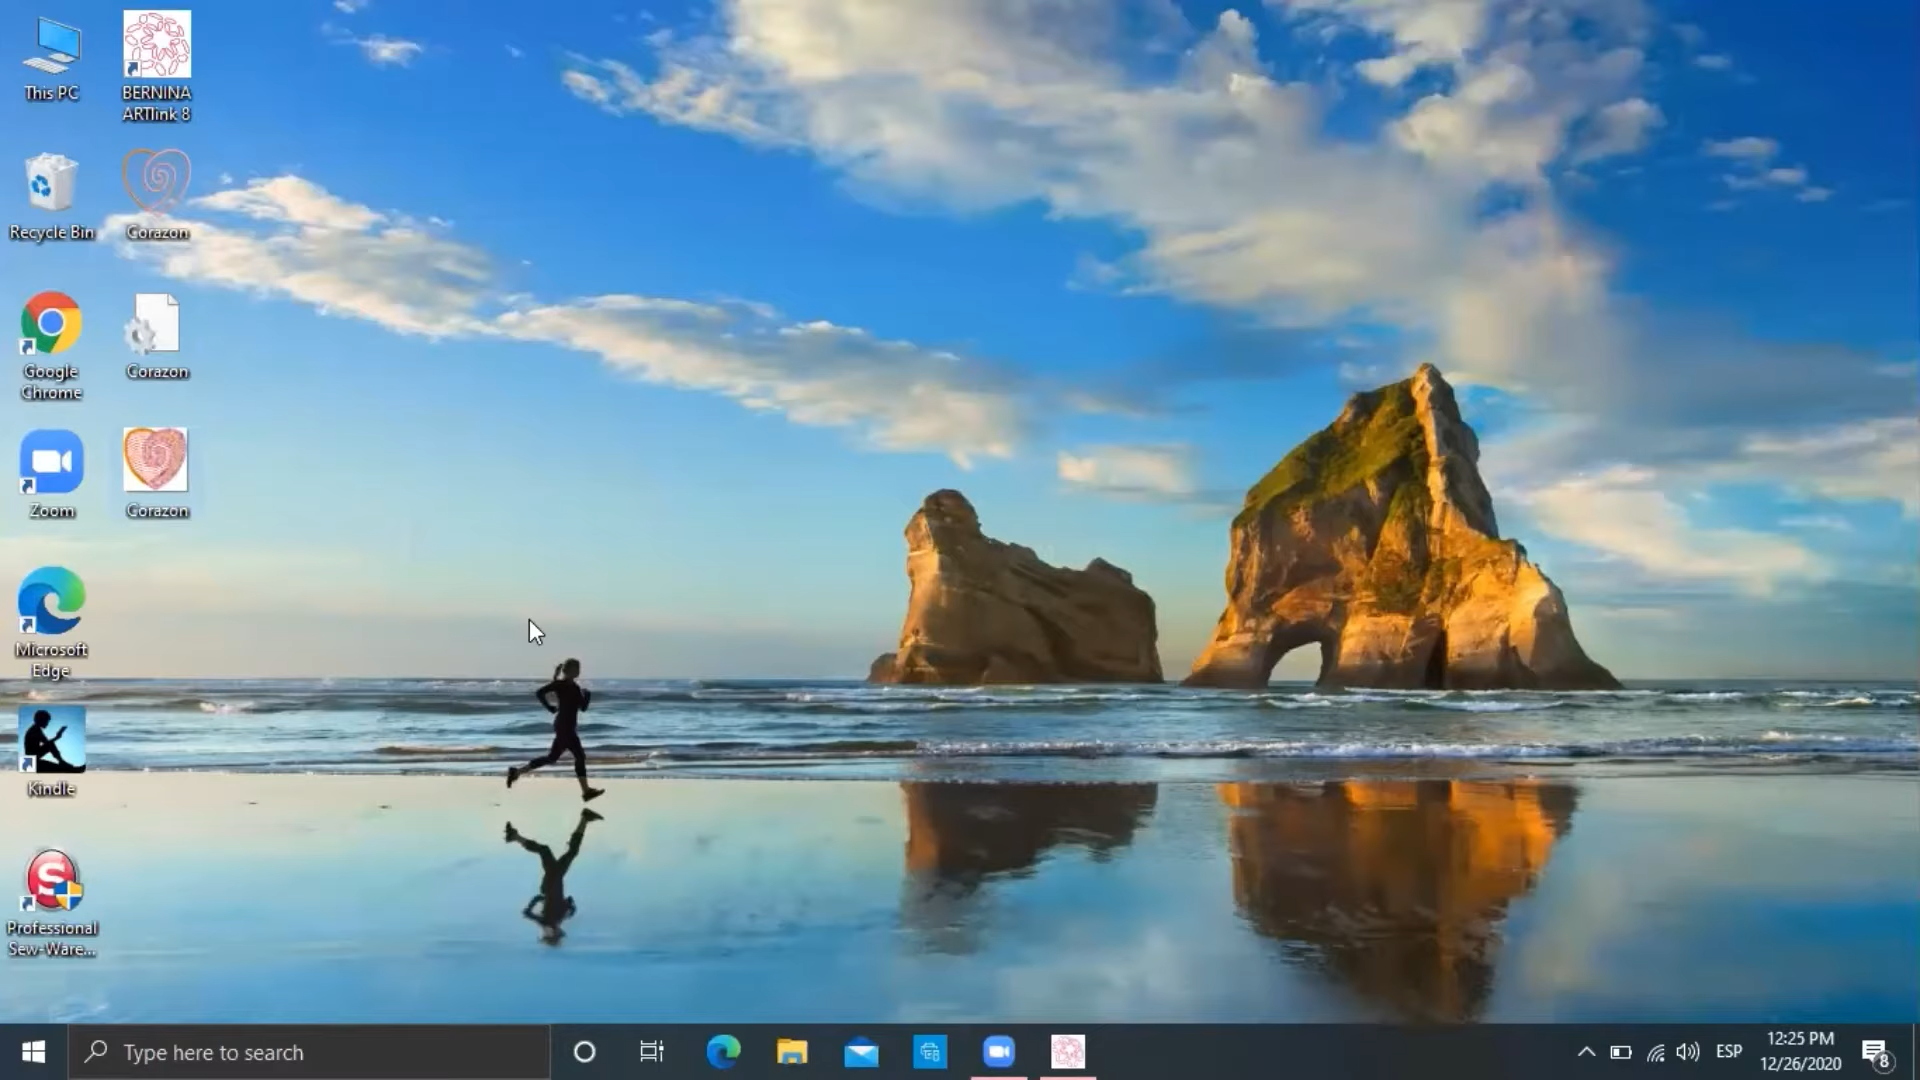 This PC
BERNINA
ARTlink 8
Recycle Bin
Corazon
Google
Chrome
Corazon
Zoom
Corazon
Microsoft
Edge
Kindle
S
Professional
Sew-Ware...
Type here to search
ESP
12:25 PM
12/26/2020
8